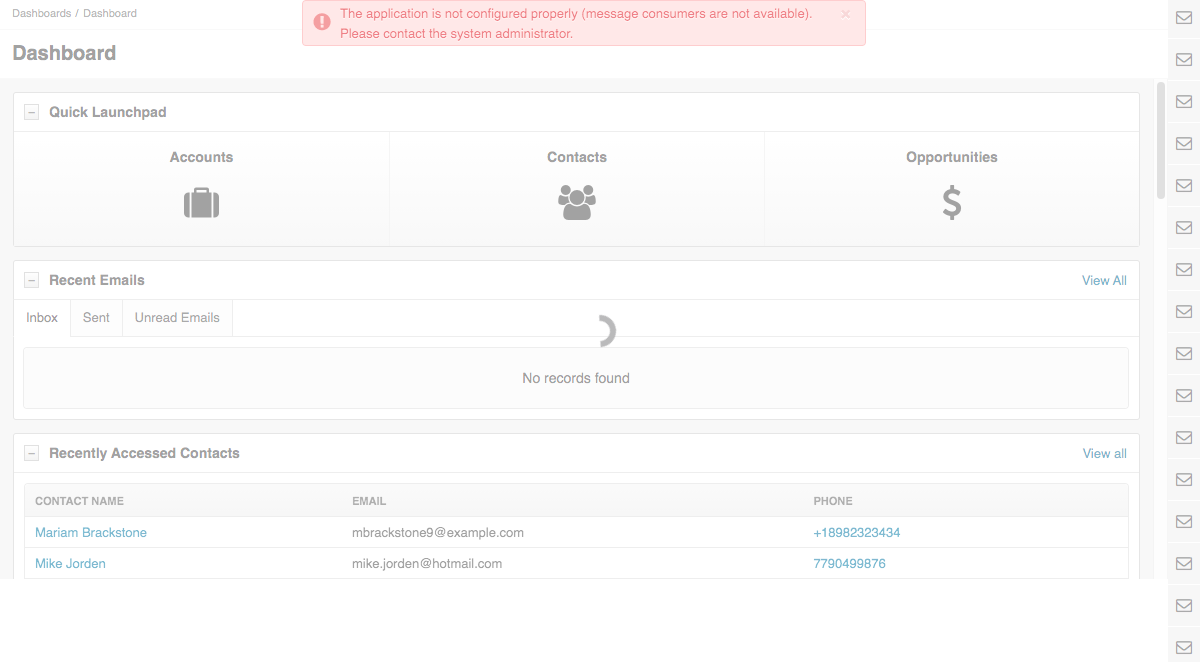 Dashboards / Dashboard
The application is not configured properly (message consumers are not available).
Please contact the system administrator.
×
Dashboard
Quick Launchpad
Accounts
Contacts
Opportunities
$
Recent Emails
View All
Inbox
Sent
Unread Emails
No records found
Recently Accessed Contacts
View all
CONTACT NAME
EMAIL
PHONE
Mariam Brackstone
mbrackstone9@example.com
+18982323434
Mike Jorden
mike.jorden@hotmail.com
7790499876